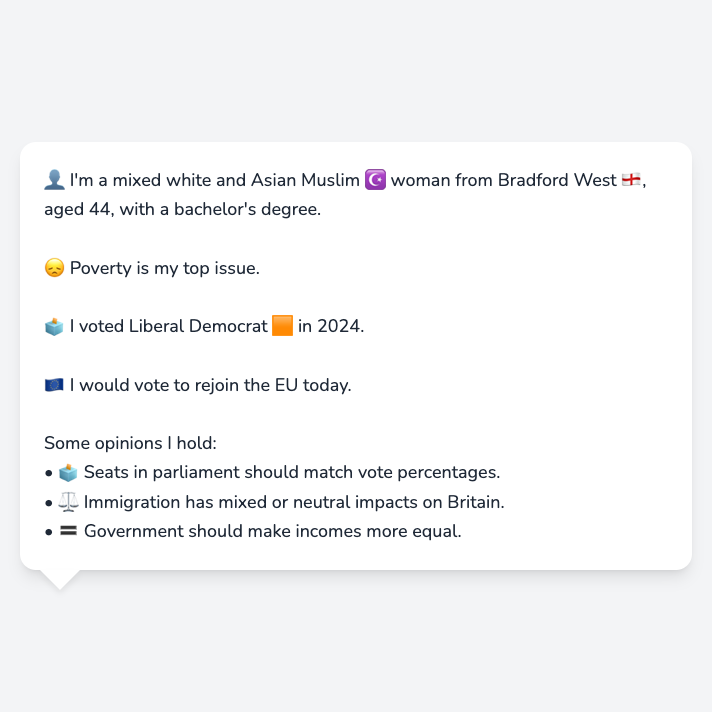 👤 I'm a mixed white and Asian Muslim ☪️ woman from Bradford West 🏴󠁧󠁢󠁥󠁮󠁧󠁿,
aged 44, with a bachelor's degree.
😞 Poverty is my top issue.
🗳️ I voted Liberal Democrat 🟧 in 2024.
🇪🇺 I would vote to rejoin the EU today.
Some opinions I hold:
• 🗳️ Seats in parliament should match vote percentages.
• ⚖️ Immigration has mixed or neutral impacts on Britain.
• 🟰 Government should make incomes more equal.